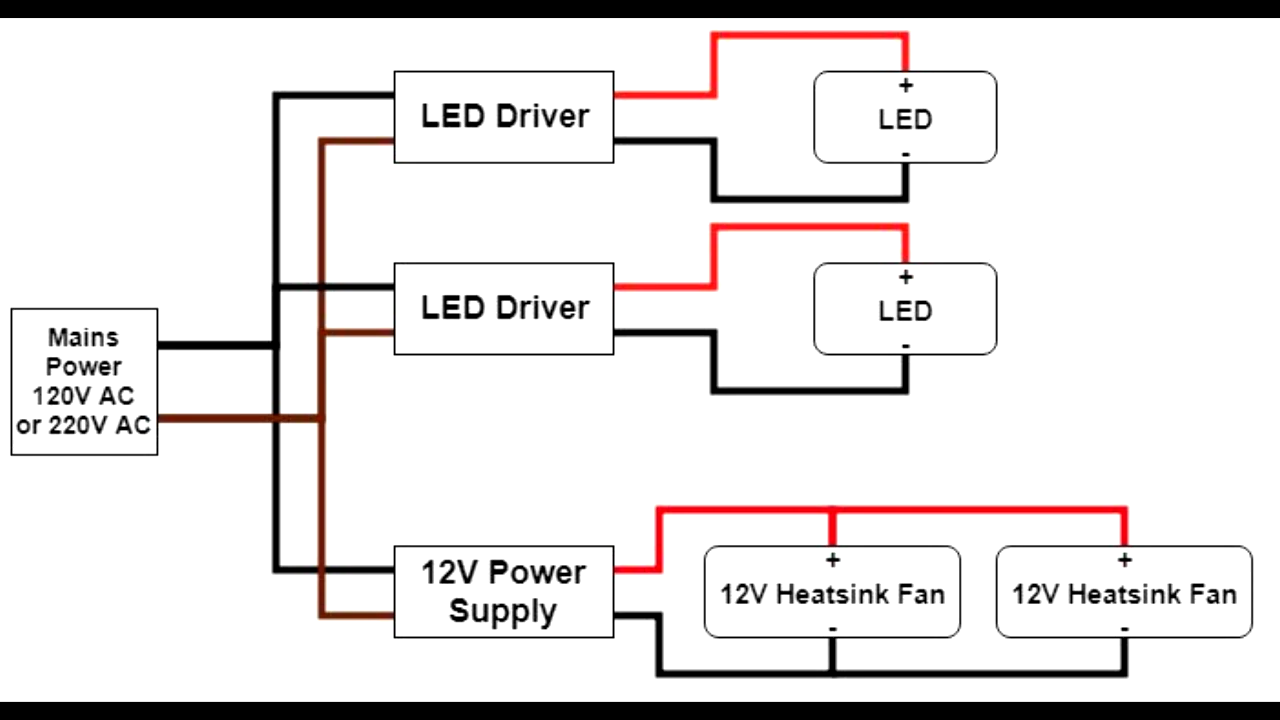 LED Driver
+
LED
-
LED Driver
+
LED
-
Mains
Power
120V AC
or 220V AC
12V Power
Supply
+
12V Heatsink Fan
-
+
12V Heatsink Fan
-